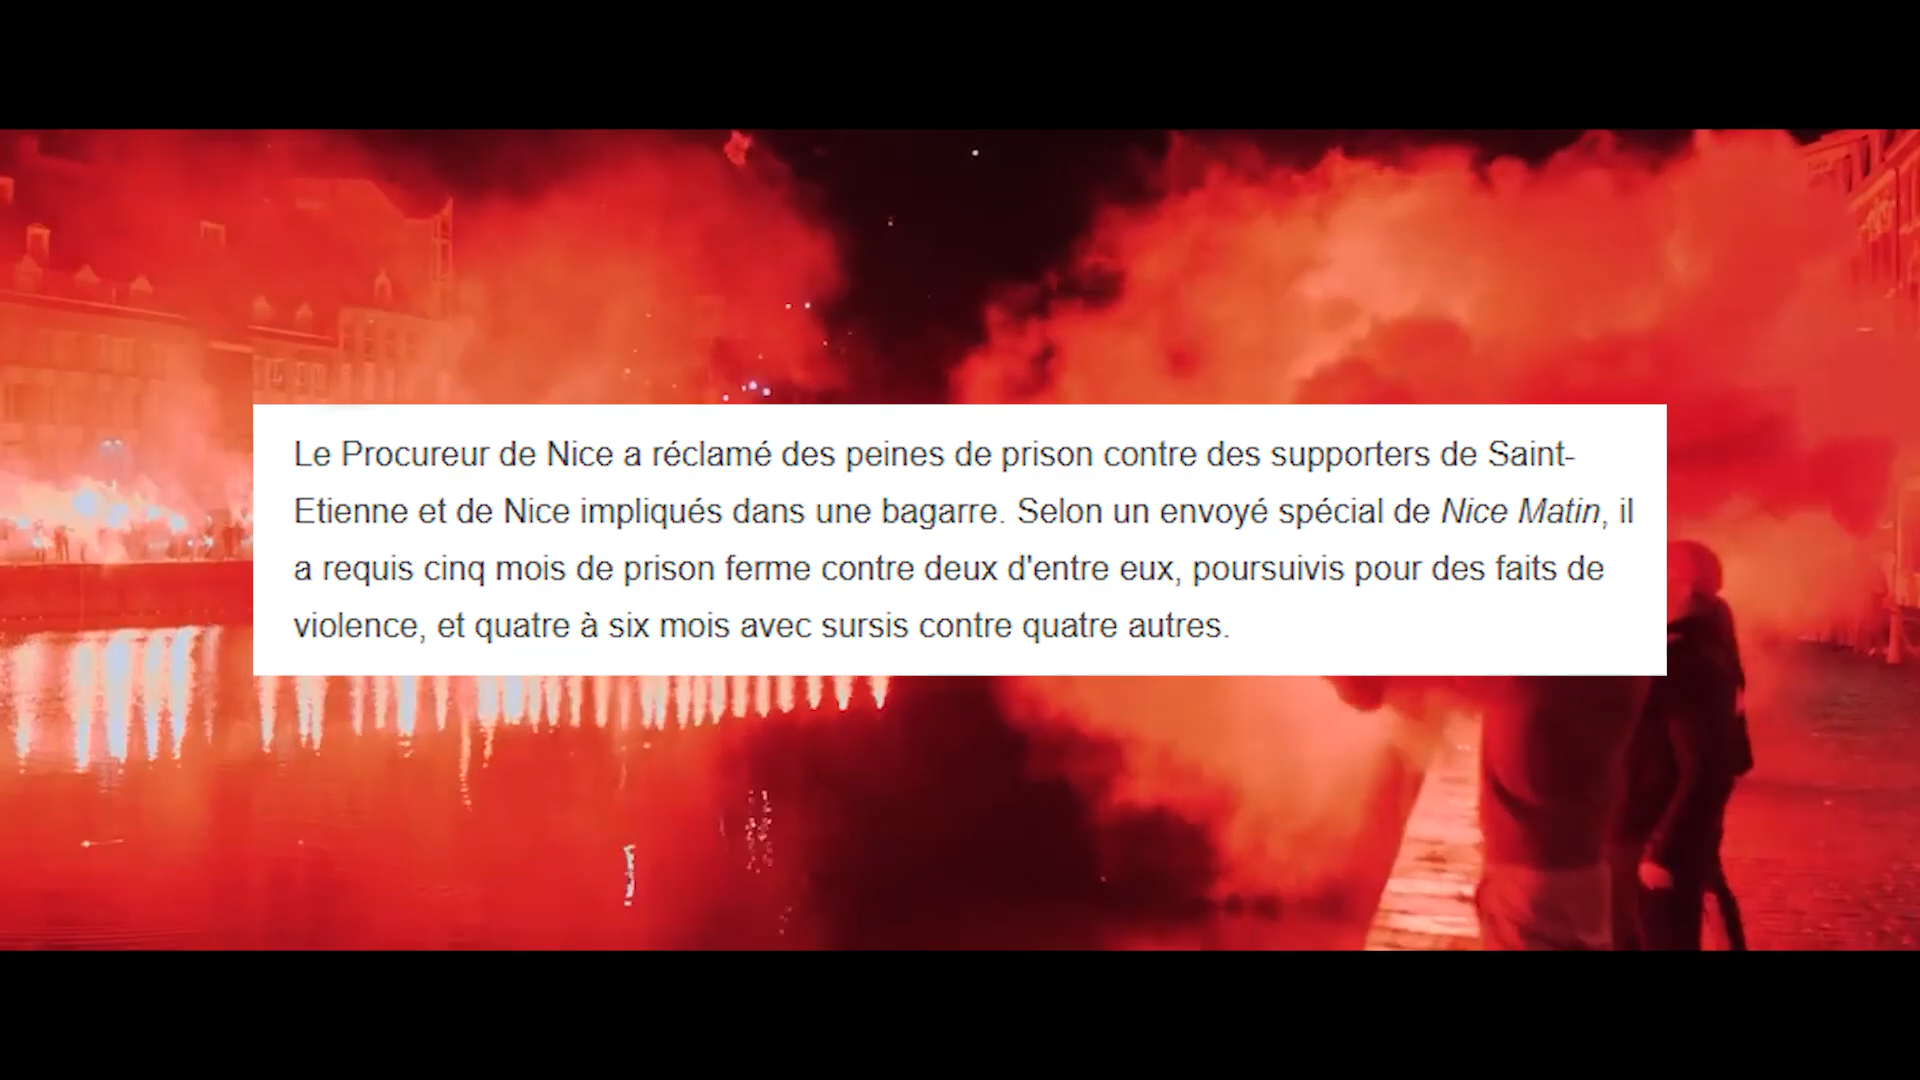 Le Procureur de Nice a réclamé des peines de prison contre des supporters de Saint-
Etienne et de Nice impliqués dans une bagarre. Selon un envoyé spécial de Nice Matin, il
a requis cinq mois de prison ferme contre deux d'entre eux, poursuivis pour des faits de
violence, et quatre à six mois avec sursis contre quatre autres.